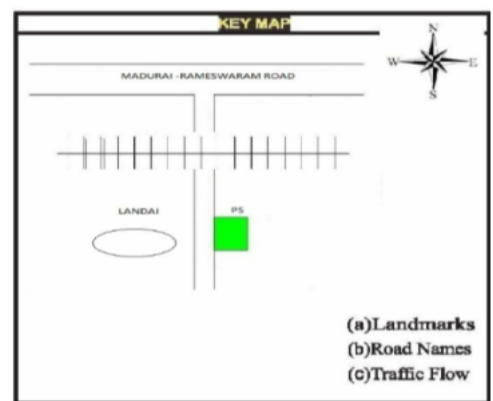 KEY MAP
N
W E
S
MADURAI -RAMESWARAM ROAD
LANDAI
PS
(a)Landmarks
(b)Road Names
(c)Traffic Flow